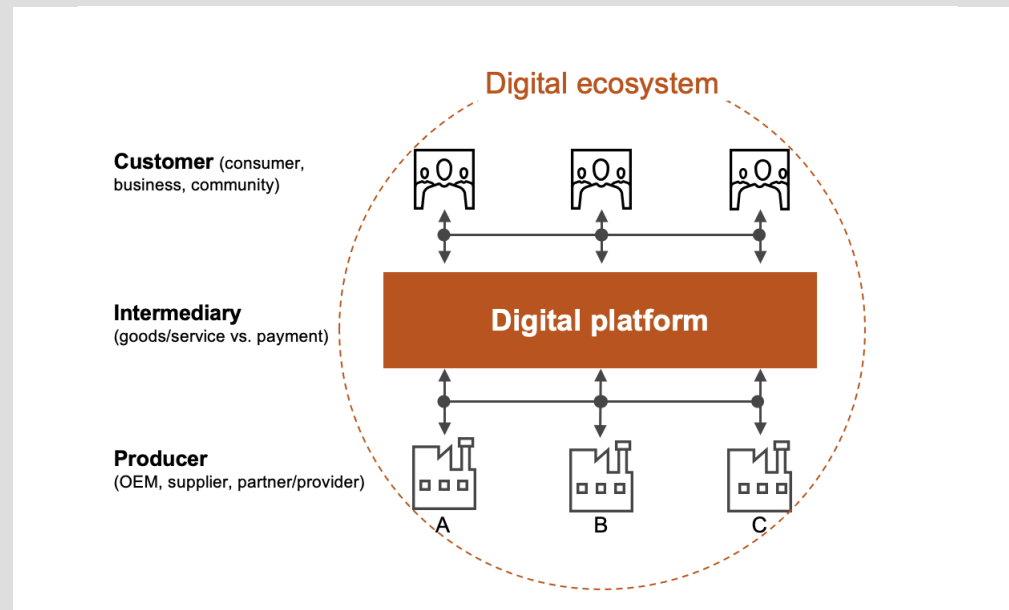 Digital ecosystem
Customer (consumer,
business, community)
Intermediary
(goods/service vs. payment)
Digital platform
Producer
(OEM, supplier, partner/provider)
A
B
C